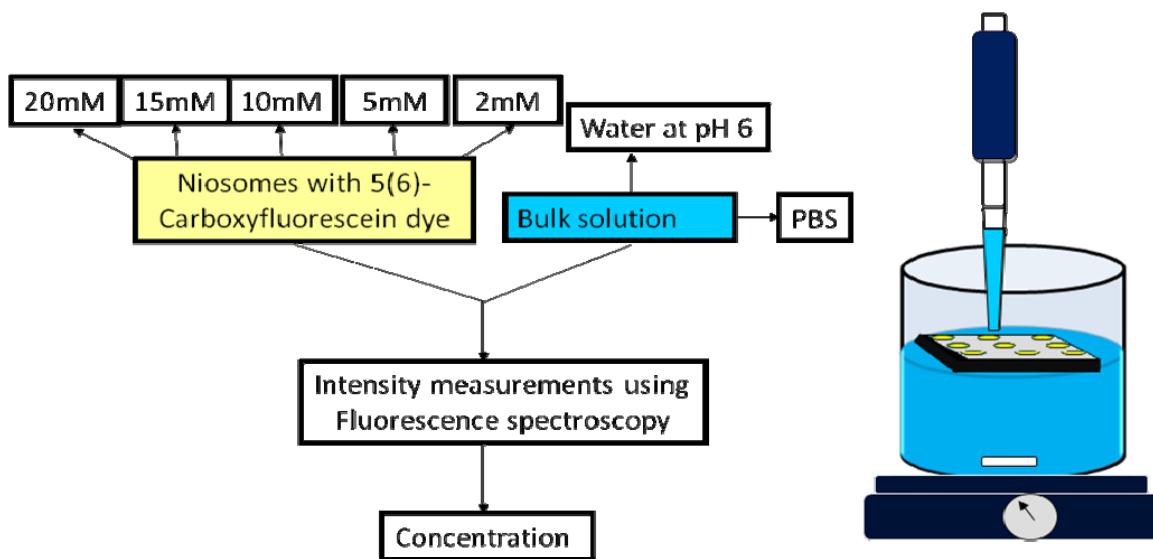 20mM
15mM
10mM
5mM
2mM
Water at pH 6
Niosomes with 5(6)-
Carboxyfluorescein dye
Bulk solution
PBS
Intensity measurements using
Fluorescence spectroscopy
Concentration